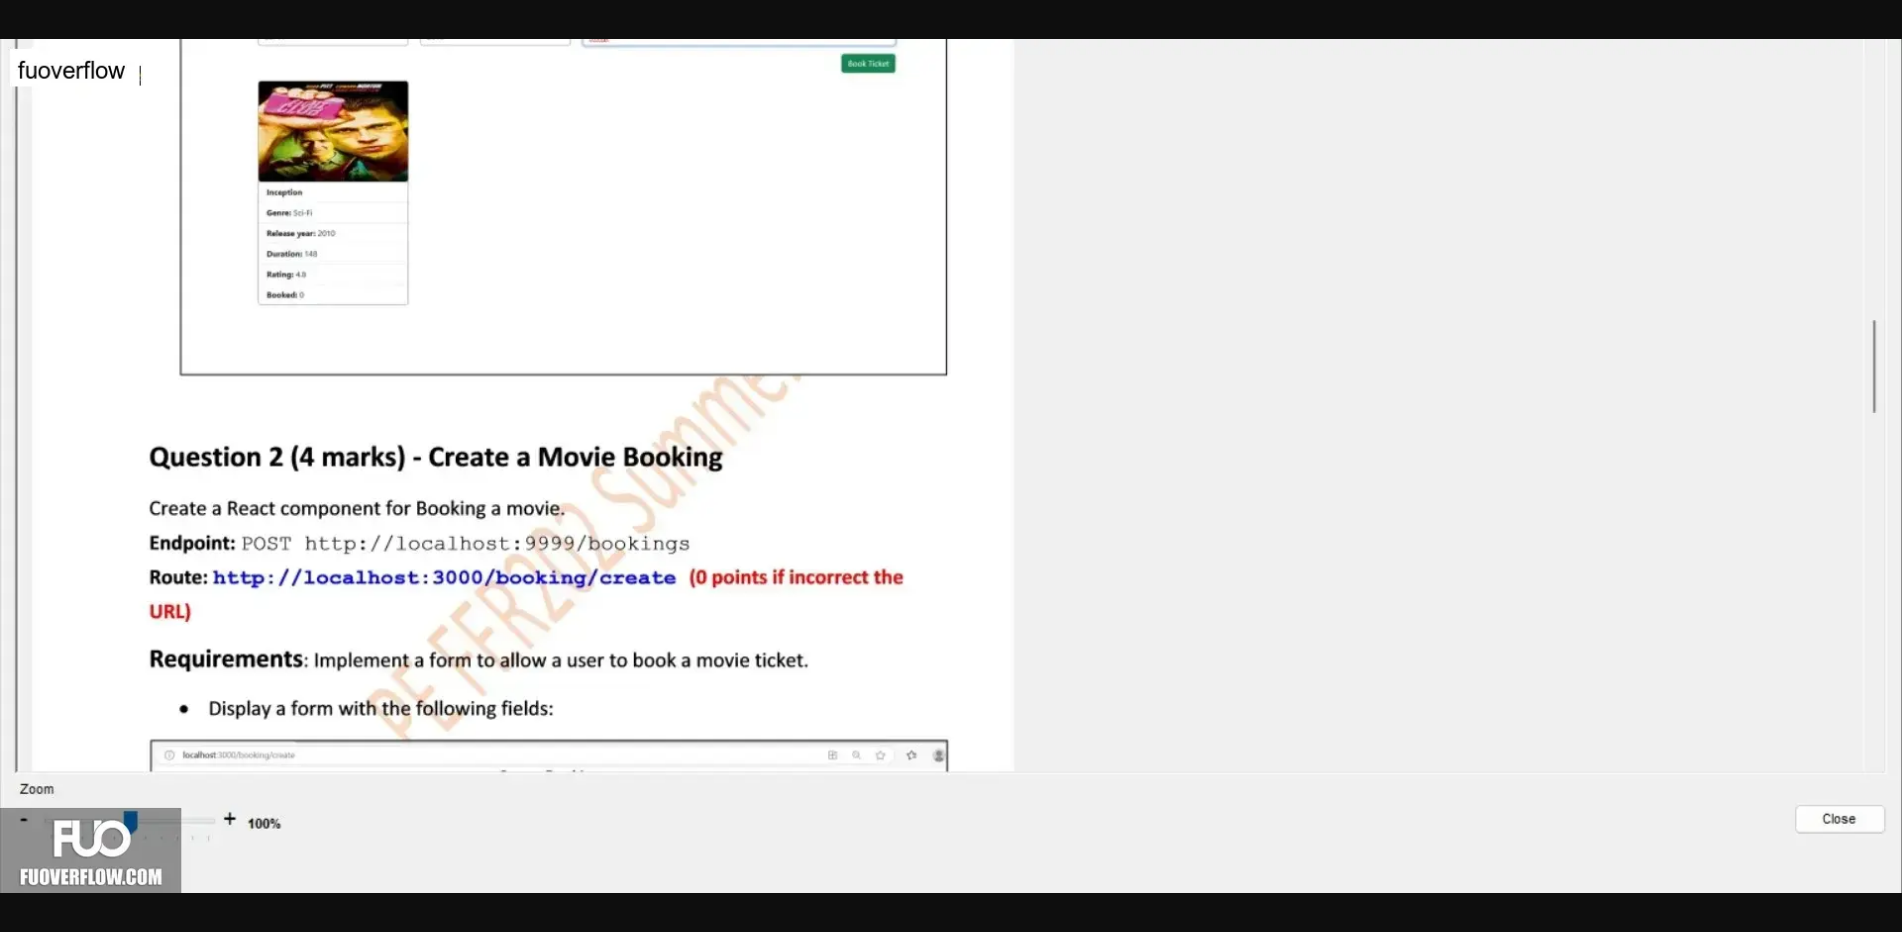 fuoverflow
Book Ticket
CLUB
Inception
Genre: Sci-Fi
Release year: 2010
Duration: 148
Rating: 4.8
Booked: 0
Question 2 (4 marks) - Create a Movie Booking
Create a React component for Booking a movie.
Endpoint: POST http://localhost:9999/bookings
Route: http://localhost:3000/booking/create (0 points if incorrect the
URL)
Requirements: Implement a form to allow a user to book a movie ticket.
• Display a form with the following fields:
PE FER202 Summer
localhost:3000/booking/create
Zoom
- + 100%
Close
FUO
FUOVERFLOW.COM